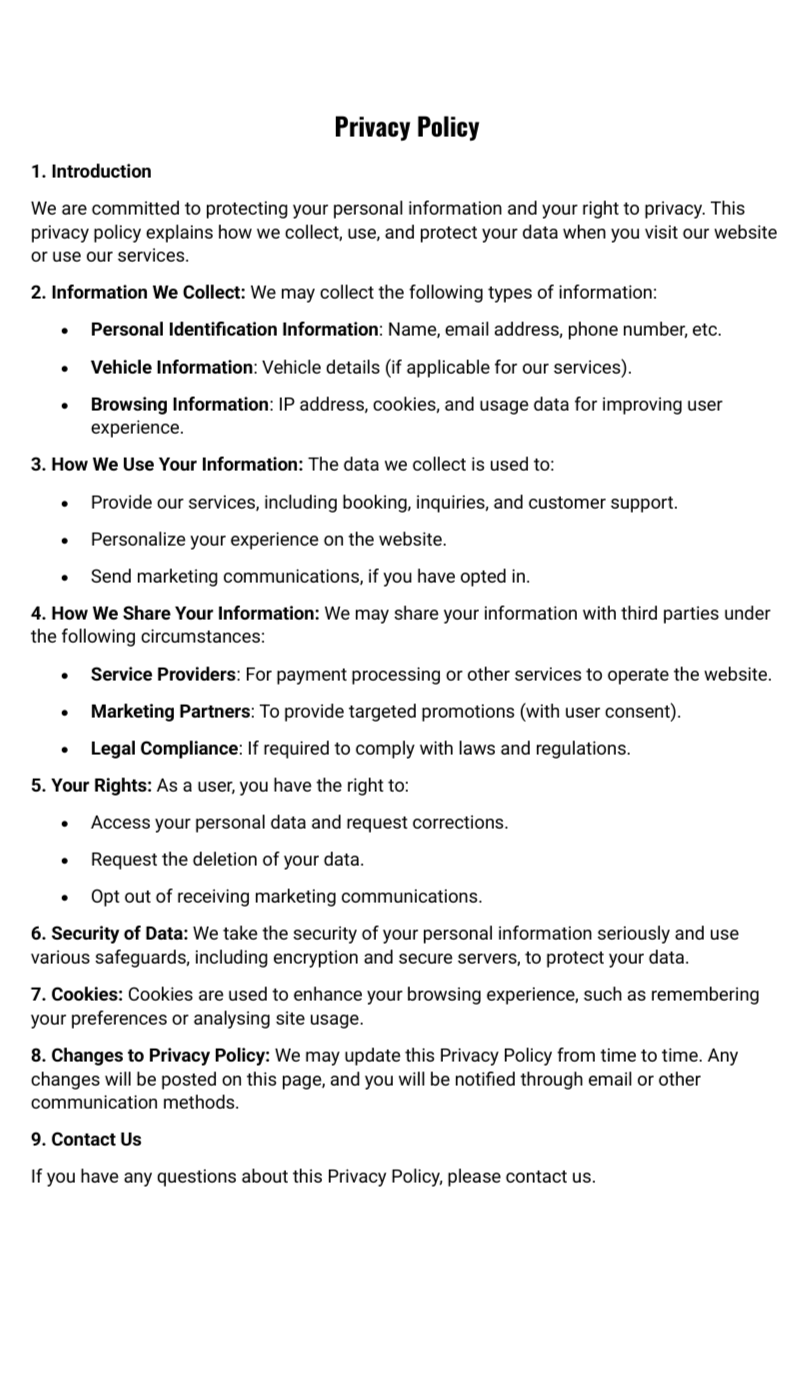 Privacy Policy
1. Introduction
We are committed to protecting your personal information and your right to privacy. This
privacy policy explains how we collect, use, and protect your data when you visit our website
or use our services.
2. Information We Collect: We may collect the following types of information:
• Personal Identification Information: Name, email address, phone number, etc.
• Vehicle Information: Vehicle details (if applicable for our services).
• Browsing Information: IP address, cookies, and usage data for improving user
experience.
3. How We Use Your Information: The data we collect is used to:
• Provide our services, including booking, inquiries, and customer support.
• Personalize your experience on the website.
• Send marketing communications, if you have opted in.
4. How We Share Your Information: We may share your information with third parties under
the following circumstances:
• Service Providers: For payment processing or other services to operate the website.
• Marketing Partners: To provide targeted promotions (with user consent).
• Legal Compliance: If required to comply with laws and regulations.
5. Your Rights: As a user, you have the right to:
• Access your personal data and request corrections.
• Request the deletion of your data.
• Opt out of receiving marketing communications.
6. Security of Data: We take the security of your personal information seriously and use
various safeguards, including encryption and secure servers, to protect your data.
7. Cookies: Cookies are used to enhance your browsing experience, such as remembering
your preferences or analysing site usage.
8. Changes to Privacy Policy: We may update this Privacy Policy from time to time. Any
changes will be posted on this page, and you will be notified through email or other
communication methods.
9. Contact Us
If you have any questions about this Privacy Policy, please contact us.